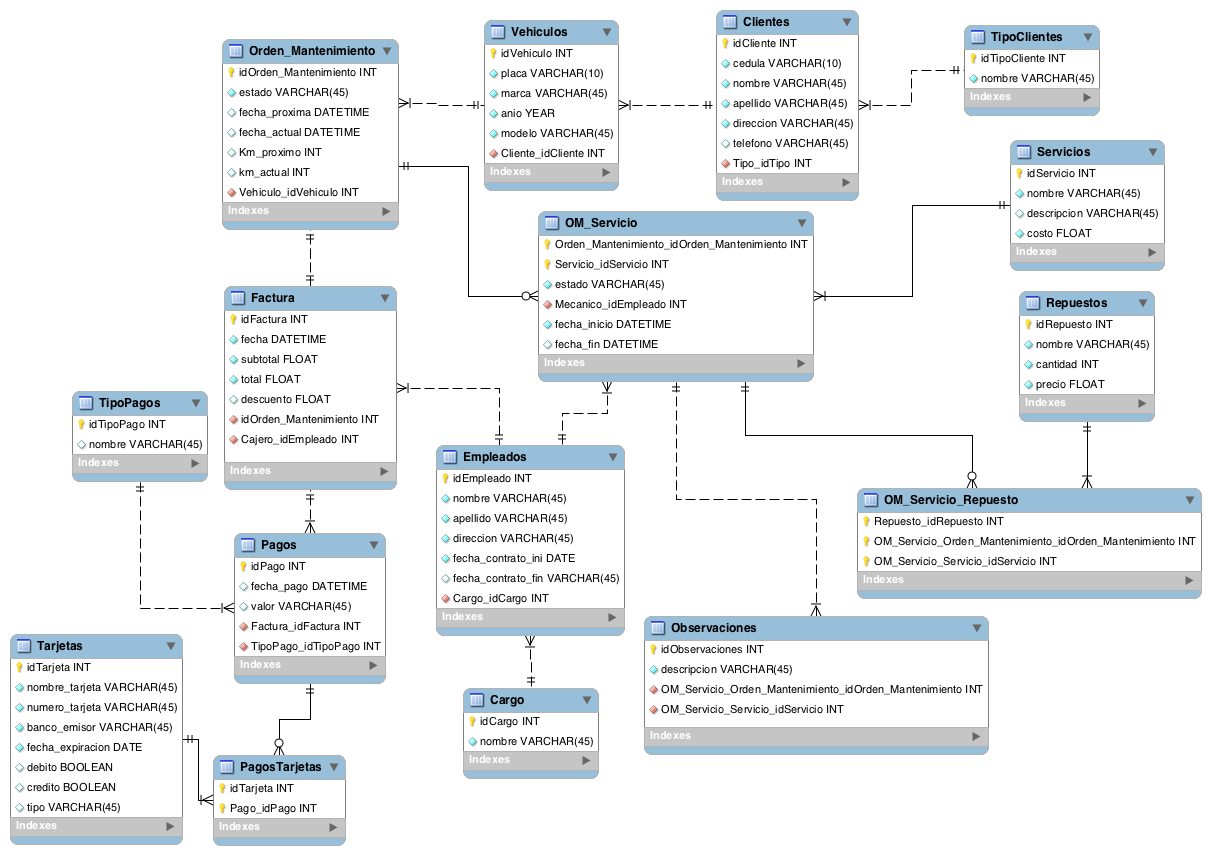 Orden_Mantenimiento
idOrden_Mantenimiento INT
estado VARCHAR(45)
fecha_proxima DATETIME
fecha_actual DATETIME
Km_proximo INT
km_actual INT
Vehiculo_idVehiculo INT
Indexes
Vehiculos
idVehiculo INT
placa VARCHAR(10)
marca VARCHAR(45)
anio YEAR
modelo VARCHAR(45)
Cliente_idCliente INT
Indexes
Clientes
idCliente INT
cedula VARCHAR(10)
nombre VARCHAR(45)
apellido VARCHAR(45)
direccion VARCHAR(45)
telefono VARCHAR(45)
Tipo_idTipo INT
Indexes
TipoClientes
idTipoCliente INT
nombre VARCHAR(45)
Indexes
Servicios
idServicio INT
nombre VARCHAR(45)
descripcion VARCHAR(45)
costo FLOAT
Indexes
OM_Servicio
Orden_Mantenimiento_idOrden_Mantenimiento INT
Servicio_idServicio INT
estado VARCHAR(45)
Mecanico_idEmpleado INT
fecha_inicio DATETIME
fecha_fin DATETIME
Indexes
Factura
idFactura INT
fecha DATETIME
subtotal FLOAT
total FLOAT
descuento FLOAT
idOrden_Mantenimiento INT
Cajero_idEmpleado INT
Indexes
Repuestos
idRepuesto INT
nombre VARCHAR(45)
cantidad INT
precio FLOAT
Indexes
TipoPagos
idTipoPago INT
nombre VARCHAR(45)
Indexes
Empleados
idEmpleado INT
nombre VARCHAR(45)
apellido VARCHAR(45)
direccion VARCHAR(45)
fecha_contrato_ini DATE
fecha_contrato_fin VARCHAR(45)
Cargo_idCargo INT
Indexes
OM_Servicio_Repuesto
Repuesto_idRepuesto INT
OM_Servicio_Orden_Mantenimiento_idOrden_Mantenimiento INT
OM_Servicio_Servicio_idServicio INT
Indexes
Pagos
idPago INT
fecha_pago DATETIME
valor VARCHAR(45)
Factura_idFactura INT
TipoPago_idTipoPago INT
Indexes
Observaciones
idObservaciones INT
descripcion VARCHAR(45)
OM_Servicio_Orden_Mantenimiento_idOrden_Mantenimiento INT
OM_Servicio_Servicio_idServicio INT
Indexes
Tarjetas
idTarjeta INT
nombre_tarjeta VARCHAR(45)
numero_tarjeta VARCHAR(45)
banco_emisor VARCHAR(45)
fecha_expiracion DATE
debito BOOLEAN
credito BOOLEAN
tipo VARCHAR(45)
Indexes
Cargo
idCargo INT
nombre VARCHAR(45)
Indexes
PagosTarjetas
idTarjeta INT
Pago_idPago INT
Indexes